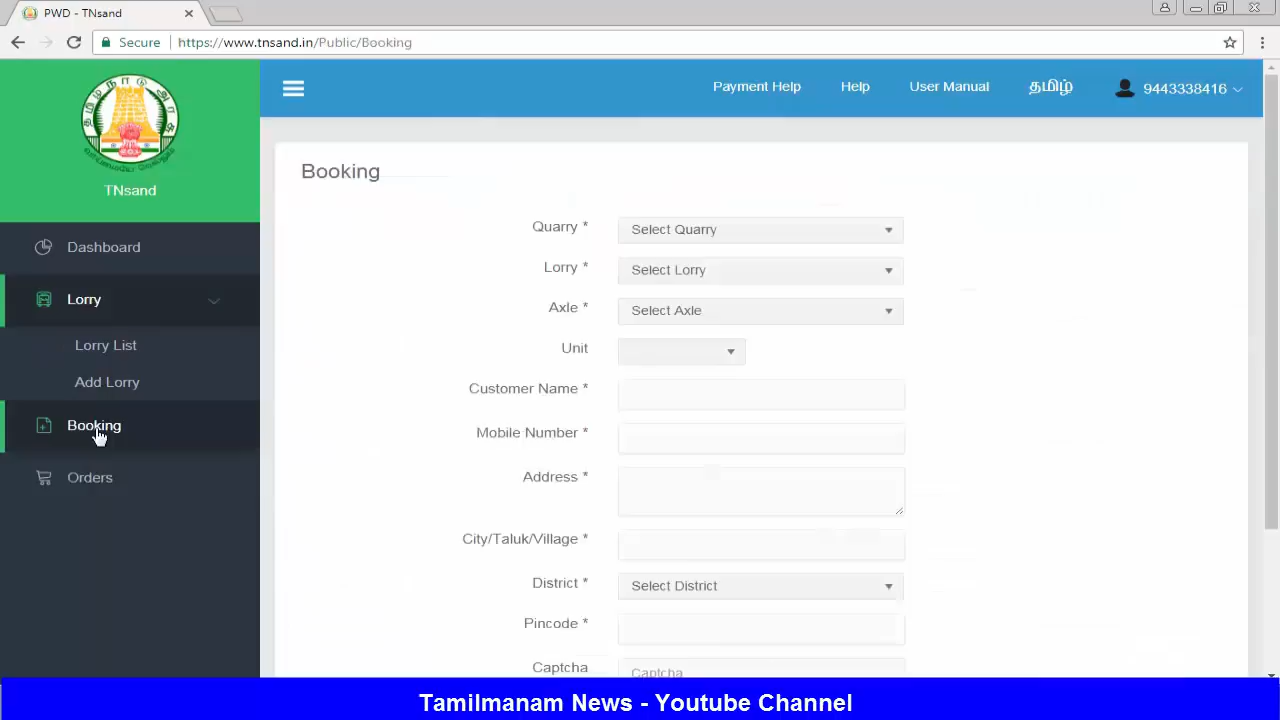 PWD - TNsand
Secure
https://www.tnsand.in/Public/Booking
தமிழ்நாடு அரசு
TNsand
Payment Help
Help
User Manual
தமிழ்
9443338416
Dashboard
Lorry
Lorry List
Add Lorry
Booking
Orders
Booking
Quarry * Select Quarry
Lorry * Select Lorry
Axle * Select Axle
Unit
Customer Name *
Mobile Number *
Address *
City/Taluk/Village *
District * Select District
Pincode *
Captcha Captcha
Tamilmanam News - Youtube Channel